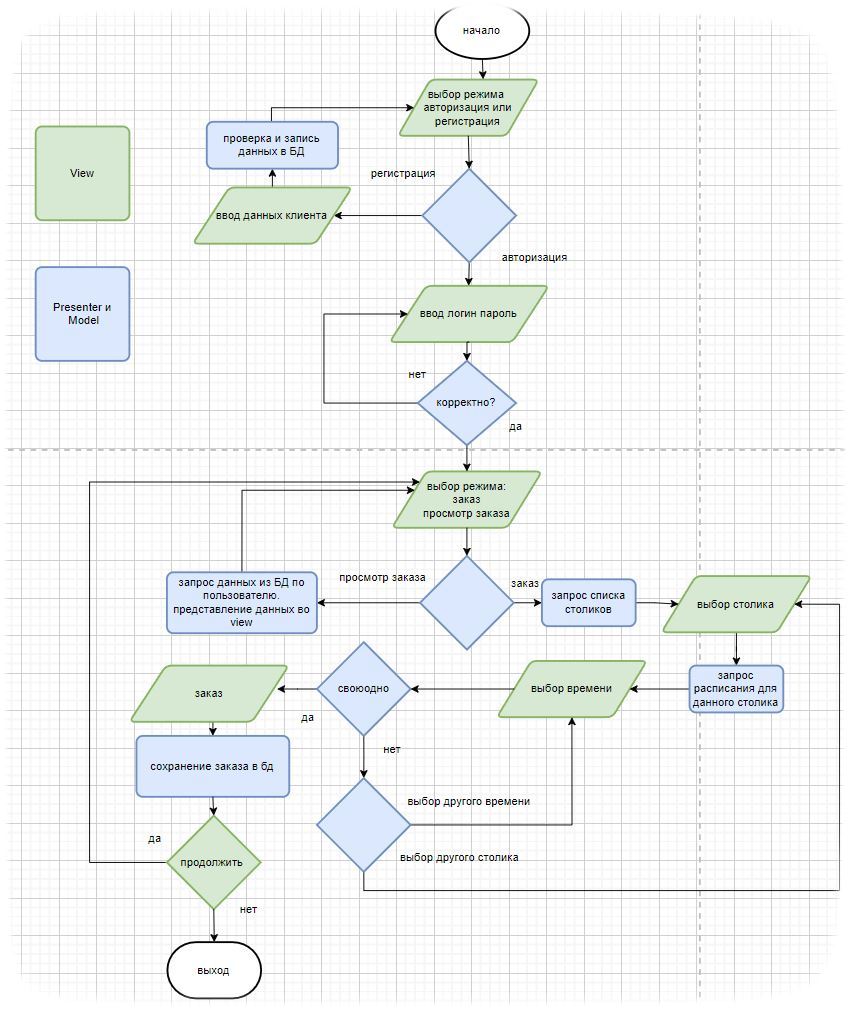 начало
выбор режима
авторизация или
регистрация
проверка и запись
данных в БД
View
регистрация
ввод данных клиента
авторизация
Presenter и
Model
ввод логин пароль
нет
корректно?
да
выбор режима:
заказ
просмотр заказа
просмотр заказа
заказ
запрос данных из БД по
пользователю.
представление данных во
view
запрос списка
столиков
выбор столика
запрос
расписания для
данного столика
выбор времени
своюодно
заказ
да
нет
сохранение заказа в бд
выбор другого времени
выбор другого столика
да
продолжить
нет
выход